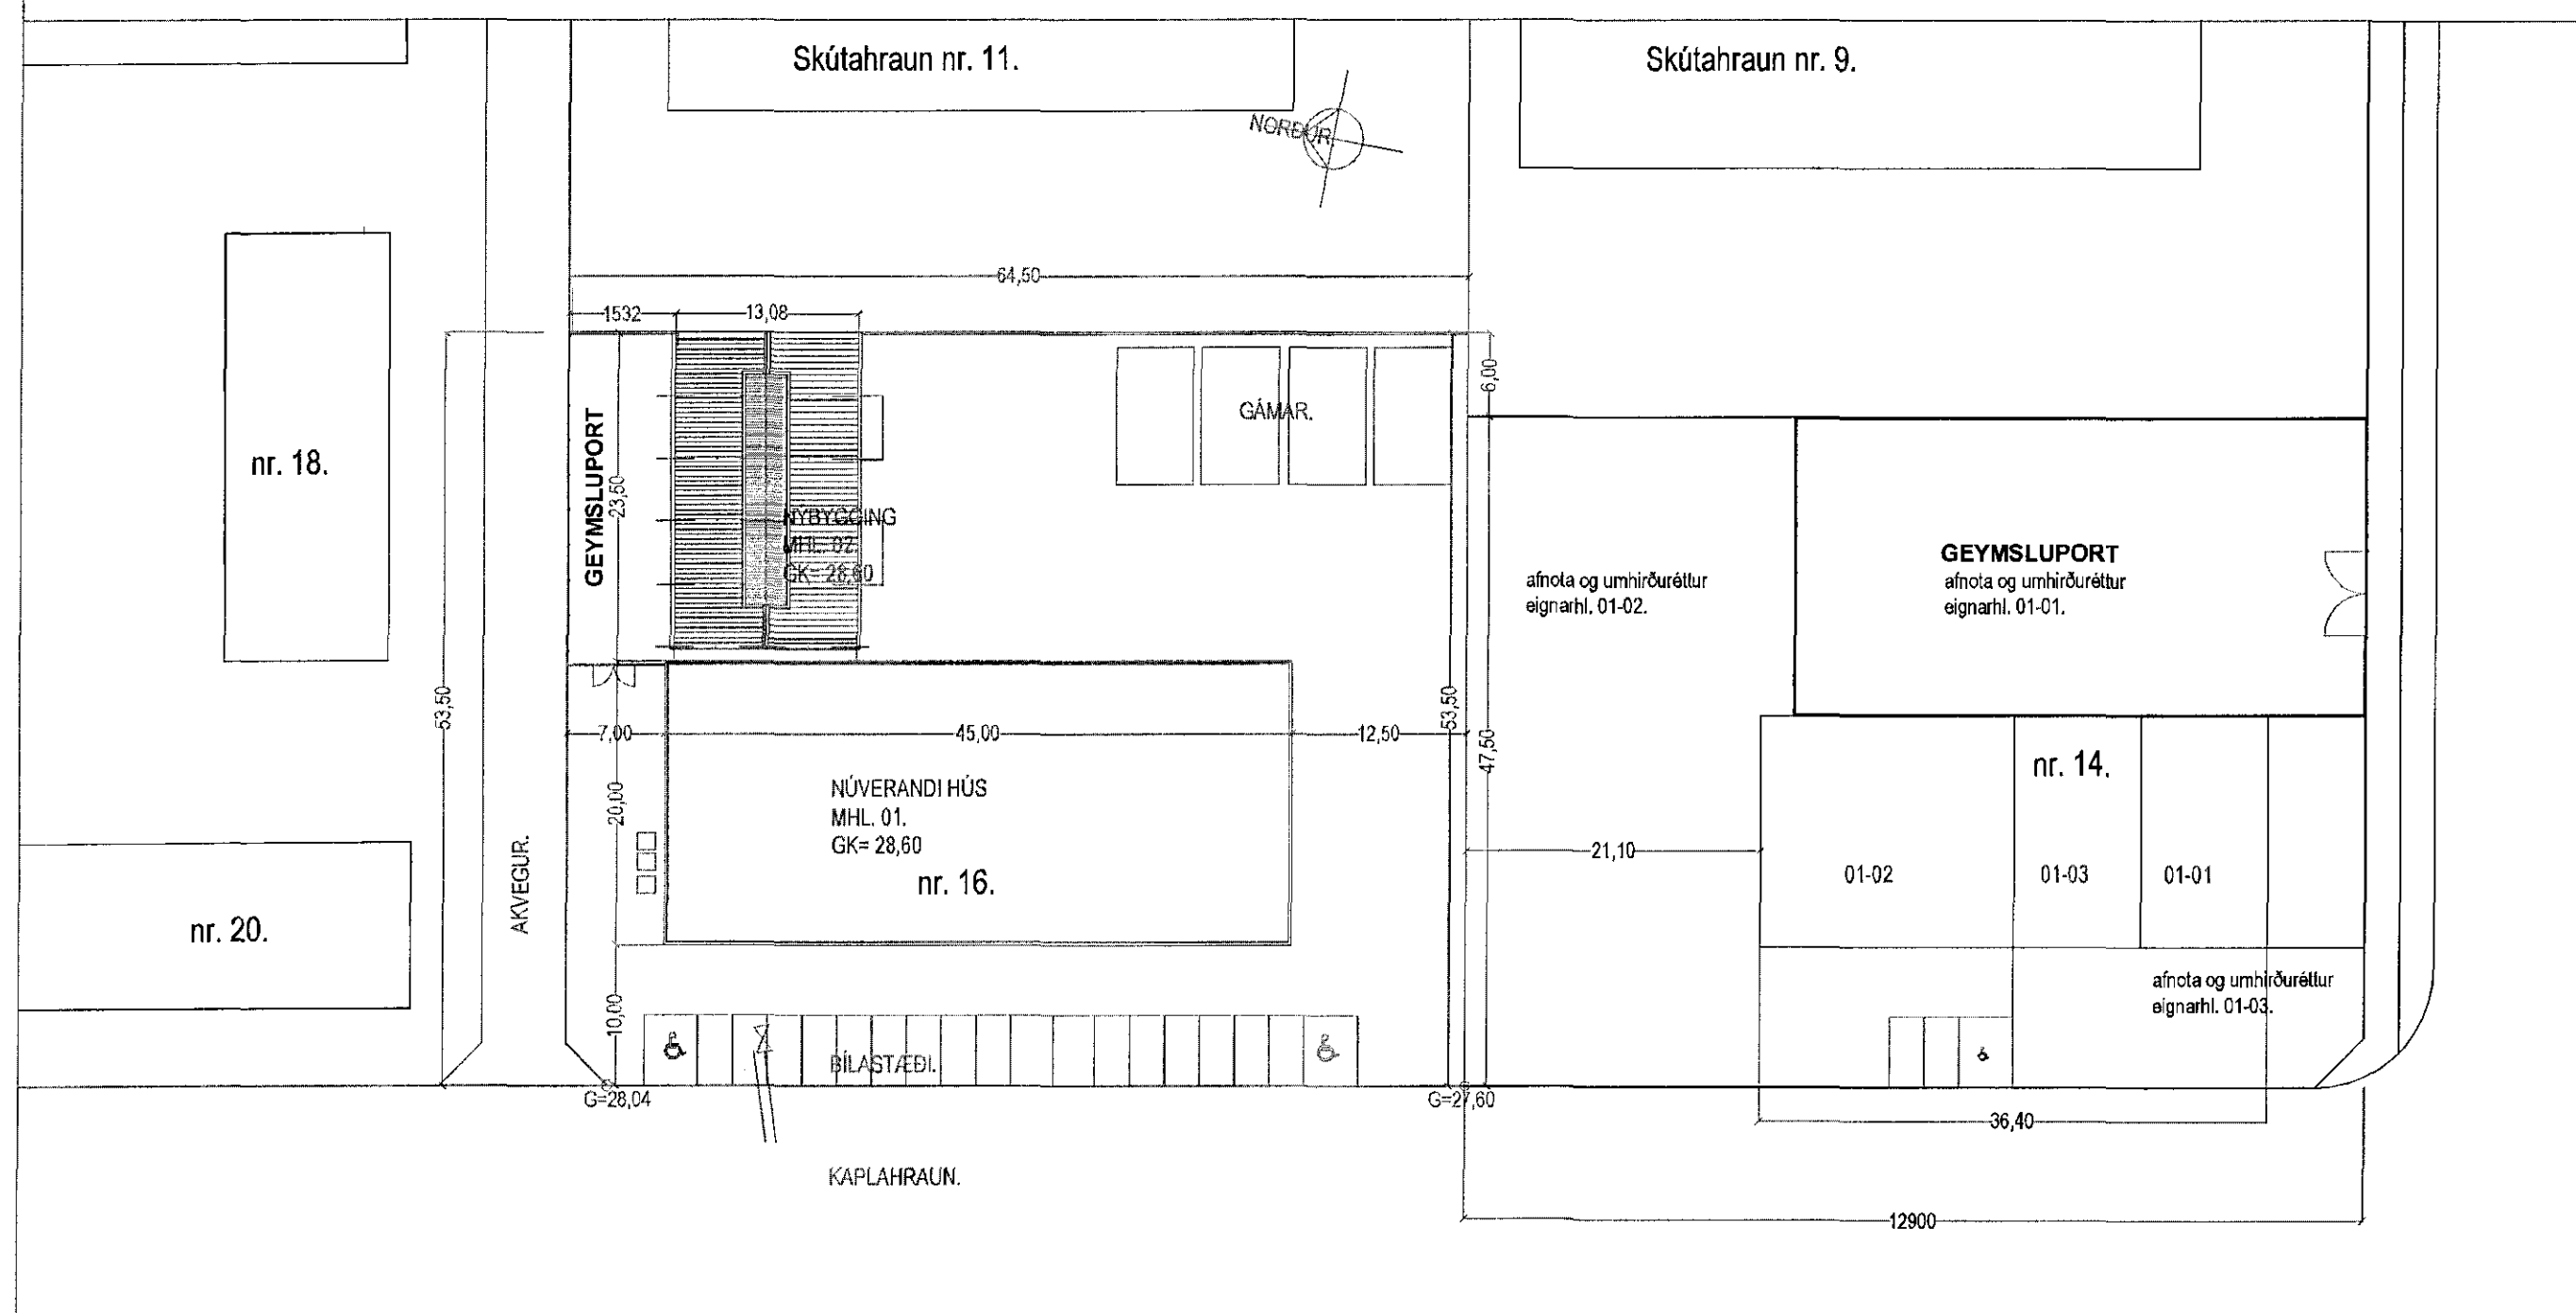 Skútahraun nr. 11.
Skútahraun nr. 9.
NORÐUR.
64,50
1532
13,08
6,00
GÁMAR.
GEYMSLUPORT
23,50
nr. 18.
NÝBYGGING
MHL. 02.
GK= 28,60
GEYMSLUPORT
afnota og umhirðuréttur
eignarhl. 01-01.
afnota og umhirðuréttur
eignarhl. 01-02.
53,50
53,50
47,50
7,00
45,00
12,50
nr. 14.
NÚVERANDI HÚS
MHL. 01.
GK= 28,60
nr. 16.
20,00
21,10
01-02
01-03
01-01
AKVEGUR.
nr. 20.
afnota og umhirðuréttur
eignarhl. 01-03.
10,00
BÍLASTÆÐI.
G=28,04
G=27,60
36,40
KAPLAHRAUN.
12900